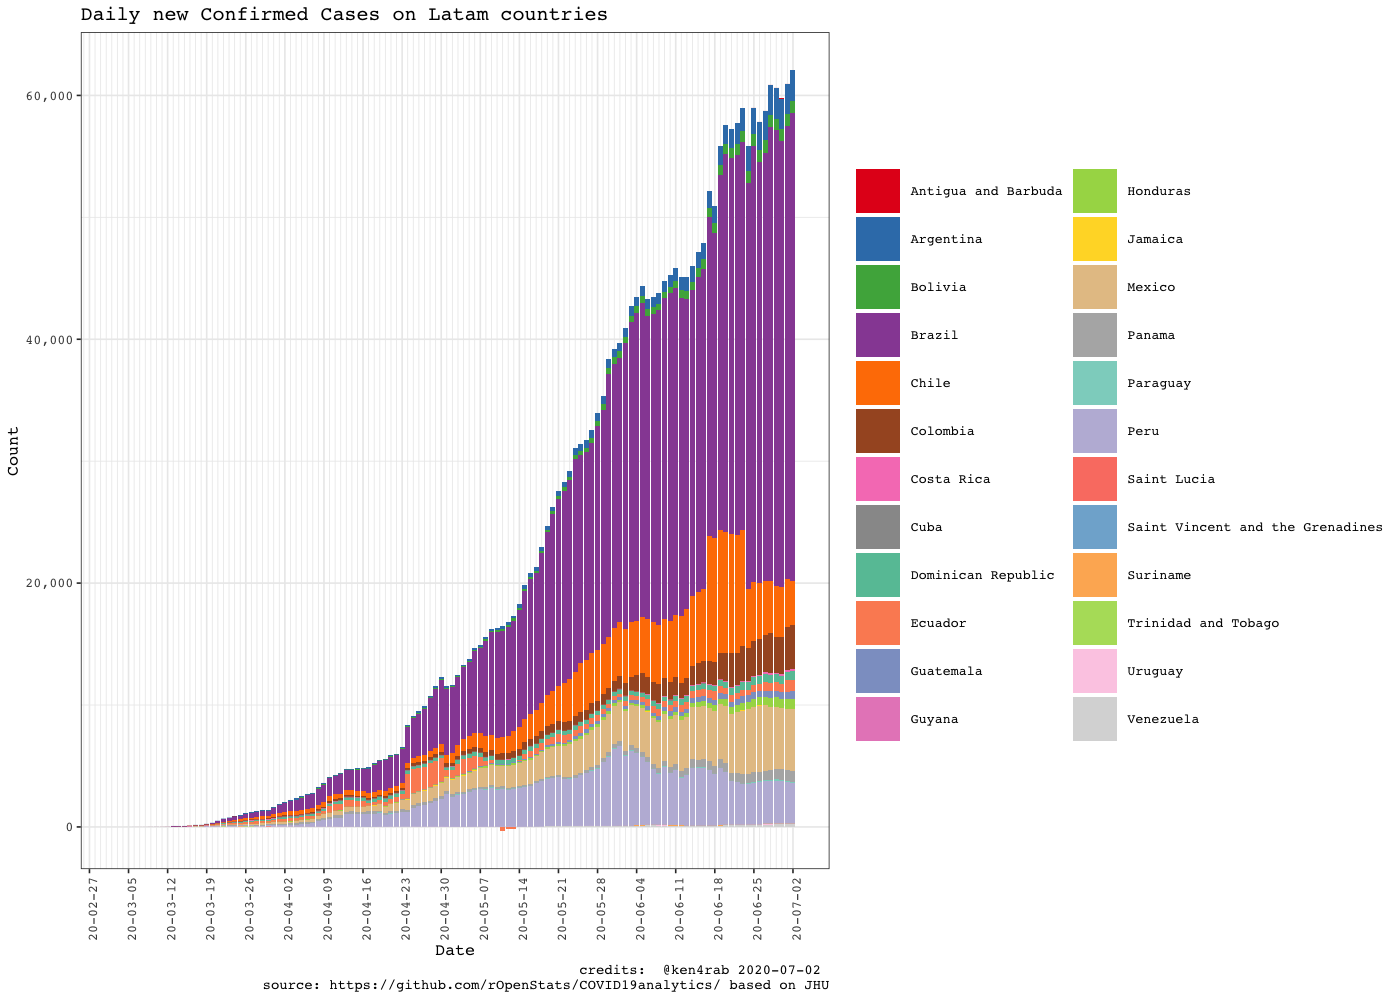 Daily new Confirmed Cases on Latam countries
Count
60,000
40,000
20,000
0
20-02-27
20-03-05
20-03-12
20-03-19
20-03-26
20-04-02
20-04-09
20-04-16
20-04-23
20-04-30
20-05-07
20-05-14
20-05-21
20-05-28
20-06-04
20-06-11
20-06-18
20-06-25
20-07-02
Date
Antigua and Barbuda
Argentina
Bolivia
Brazil
Chile
Colombia
Costa Rica
Cuba
Dominican Republic
Ecuador
Guatemala
Guyana
Honduras
Jamaica
Mexico
Panama
Paraguay
Peru
Saint Lucia
Saint Vincent and the Grenadines
Suriname
Trinidad and Tobago
Uruguay
Venezuela
credits:  @ken4rab 2020-07-02
source: https://github.com/rOpenStats/COVID19analytics/ based on JHU